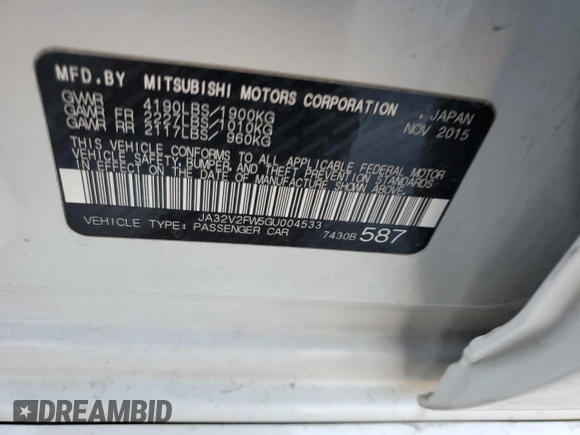 MFD.BY MITSUBISHI MOTORS CORPORATION, JAPAN
GVWR 4190LBS/1900KG NOV 2015
GAWR FR 2227LBS/1010KG
GAWR RR 2117LBS/ 960KG
THIS VEHICLE CONFORMS TO ALL APPLICABLE FEDERAL MOTOR
VEHICLE SAFETY, BUMPER AND THEFT PREVENTION STANDARDS
IN EFFECT ON THE DATE OF MANUFACTURE SHOWN ABOVE.
JA32V2FW5GU004533
VEHICLE TYPE: PASSENGER CAR 7430B 587
DREAMBID